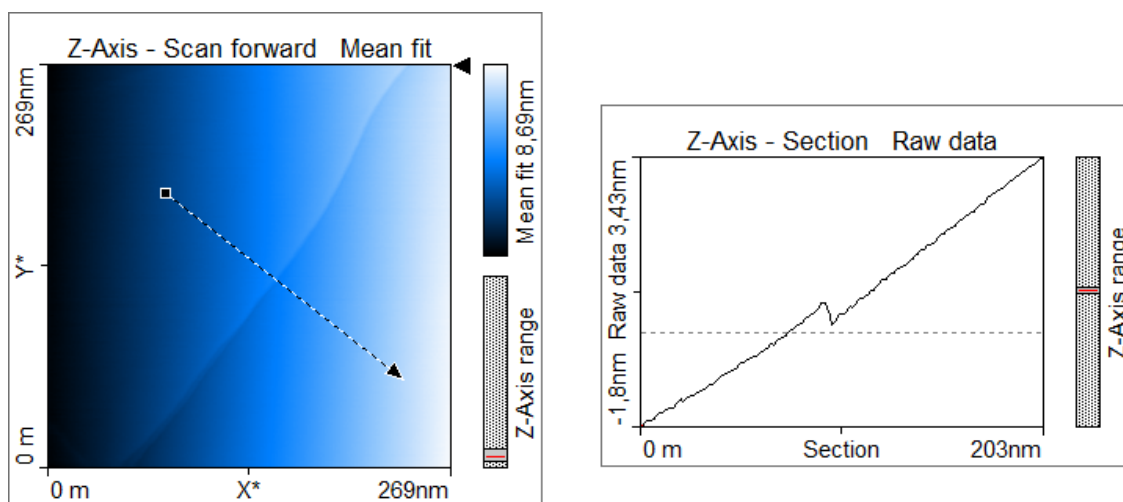 Z-Axis - Scan forward Mean fit
269nm
Y*
0 m
0 m
X*
269nm
Mean fit 8,69nm
Z-Axis range
Z-Axis - Section Raw data
-1,8nm Raw data 3,43nm
0 m
Section
203nm
Z-Axis range